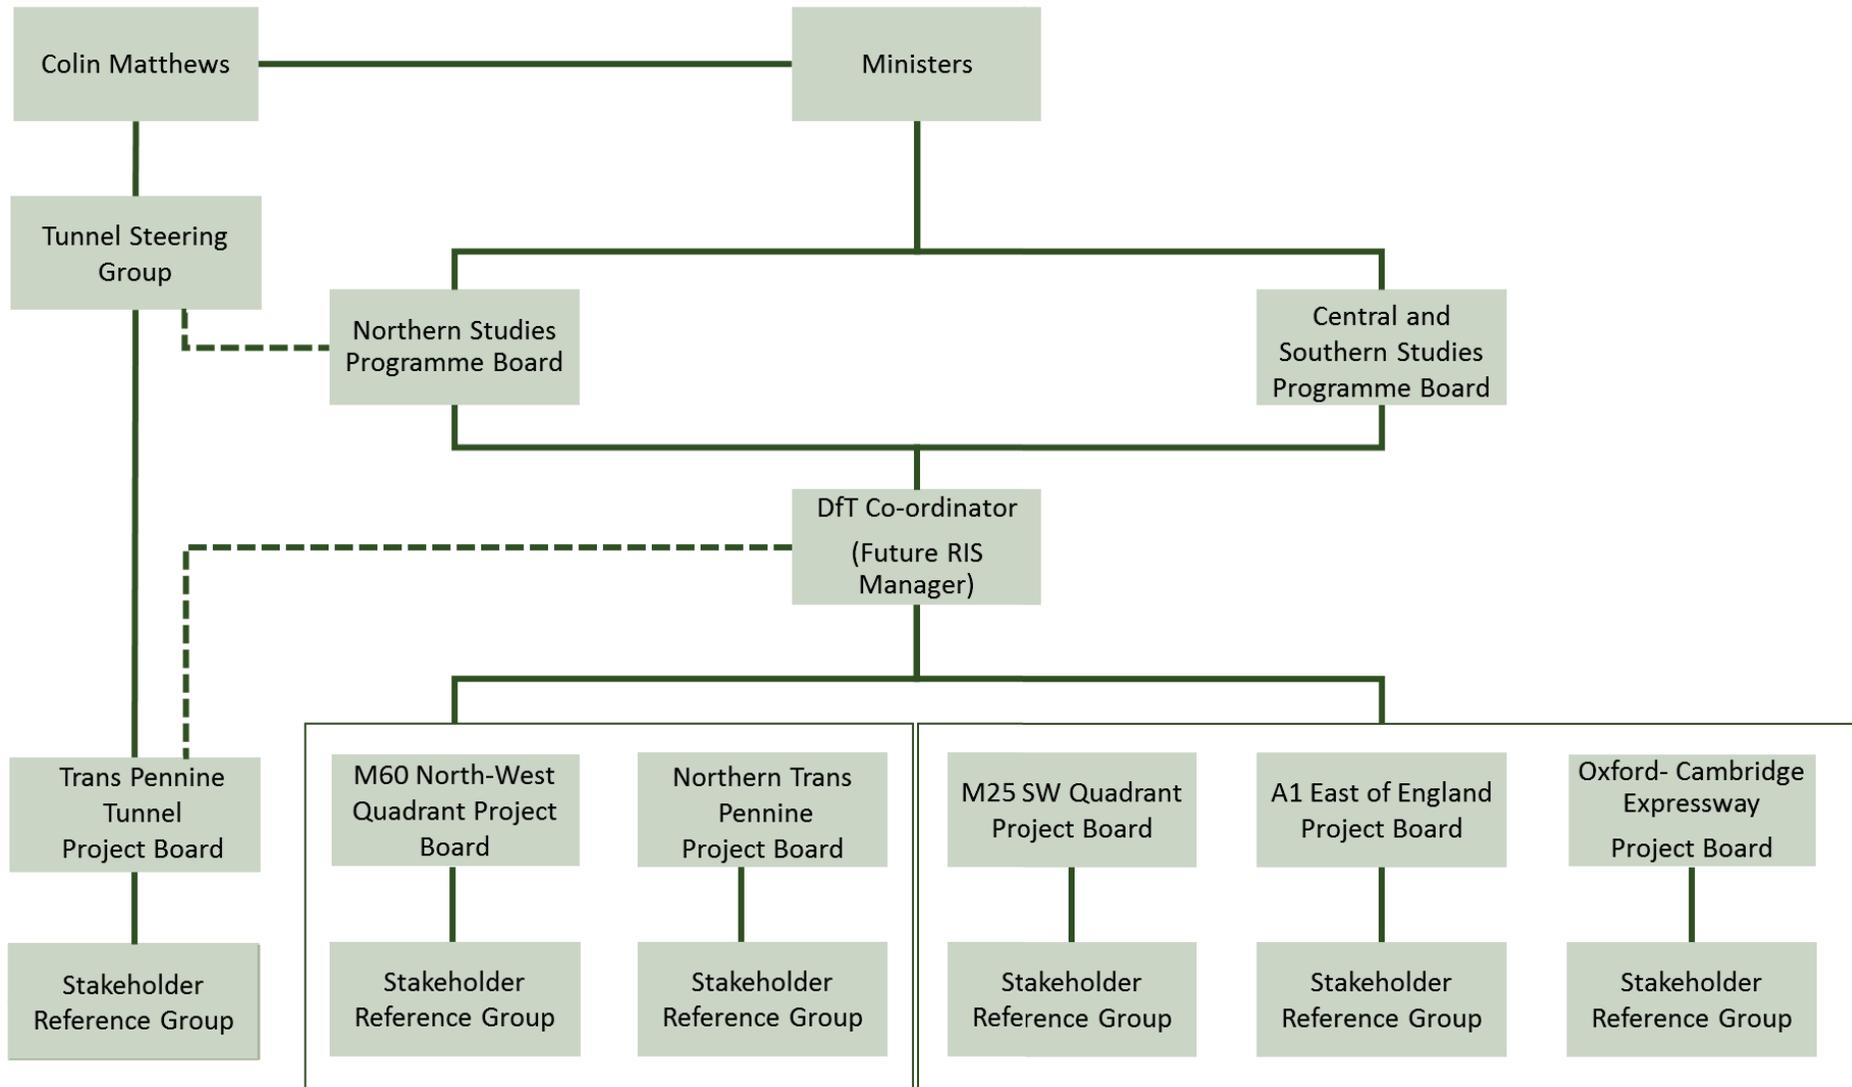 Colin Matthews
Ministers
Tunnel Steering
Group
Northern Studies
Programme Board
Central and
Southern Studies
Programme Board
DfT Co-ordinator
(Future RIS
Manager)
Trans Pennine
Tunnel
Project Board
M60 North-West
Quadrant Project
Board
Northern Trans
Pennine
Project Board
M25 SW Quadrant
Project Board
A1 East of England
Project Board
Oxford- Cambridge
Expressway
Project Board
Stakeholder
Reference Group
Stakeholder
Reference Group
Stakeholder
Reference Group
Stakeholder
Reference Group
Stakeholder
Reference Group
Stakeholder
Reference Group